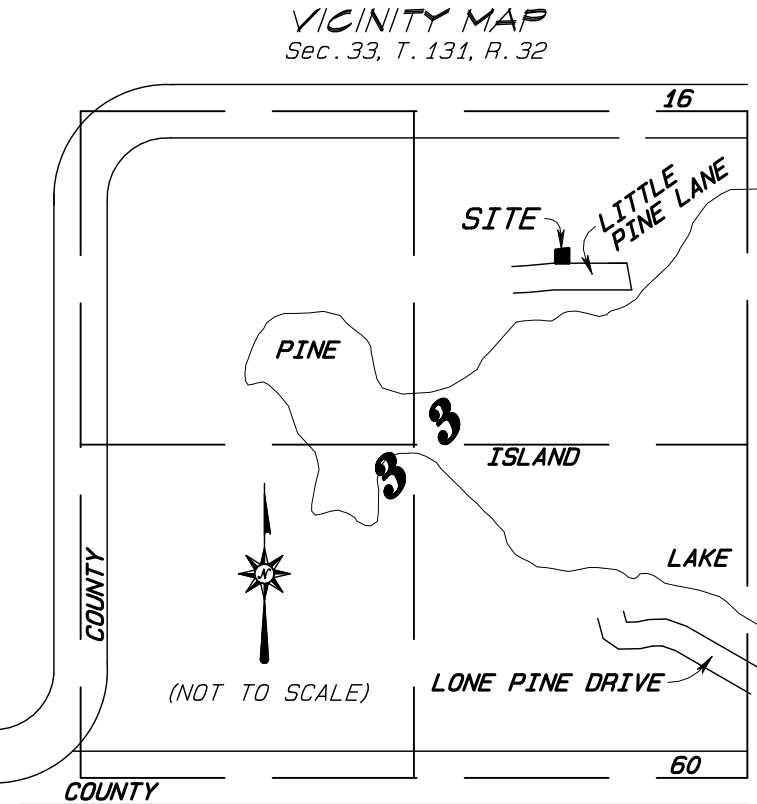 VICINITY MAP
Sec. 33, T. 131, R. 32
16
LITTLE
PINE LANE
SITE
PINE
3
3
ISLAND
LAKE
COUNTY
N
(NOT TO SCALE)
LONE PINE DRIVE
60
COUNTY